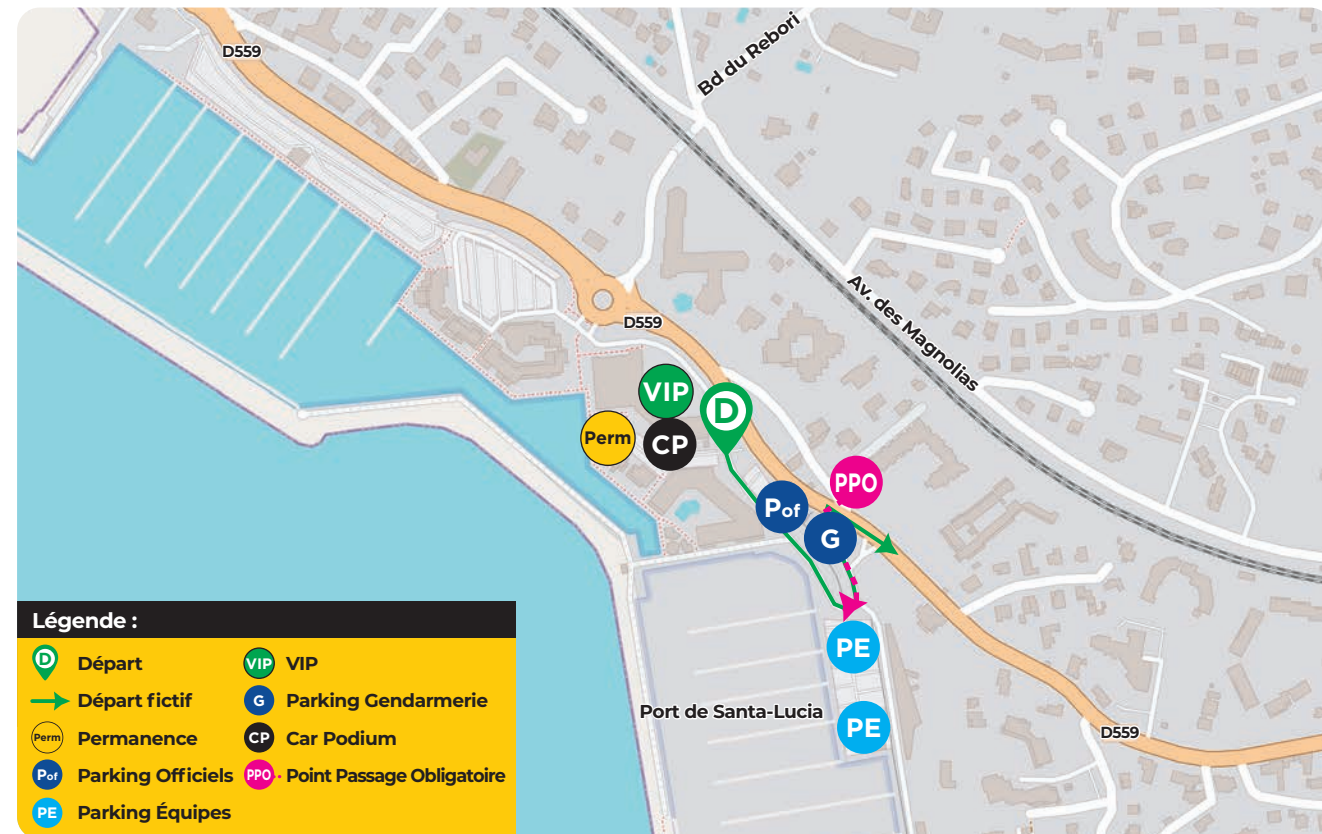 D559
Bd du Rebori
Av. des Magnolias
D559
VIP
D
Perm
CP
PPO
Pof
G
PE
Port de Santa-Lucia
PE
D559
Légende :
D Départ
VIP VIP
Départ fictif
G Parking Gendarmerie
Perm Permanence
CP Car Podium
Pof Parking Officiels
PPO Point Passage Obligatoire
PE Parking Équipes